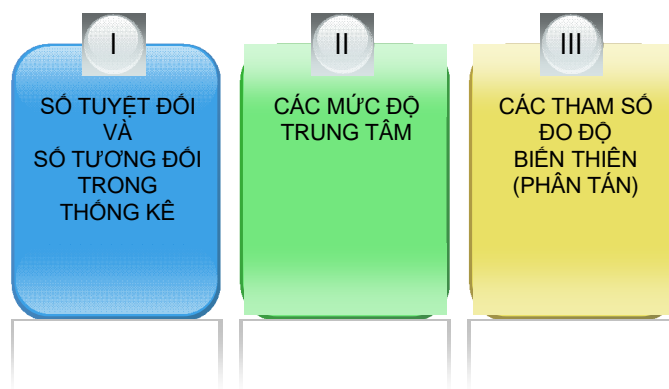 I
SỐ TUYỆT ĐỐI
VÀ
SỐ TƯƠNG ĐỐI
TRONG
THỐNG KÊ
II
CÁC MỨC ĐỘ
TRUNG TÂM
III
CÁC THAM SỐ
ĐO ĐỘ
BIẾN THIÊN
(PHÂN TÁN)